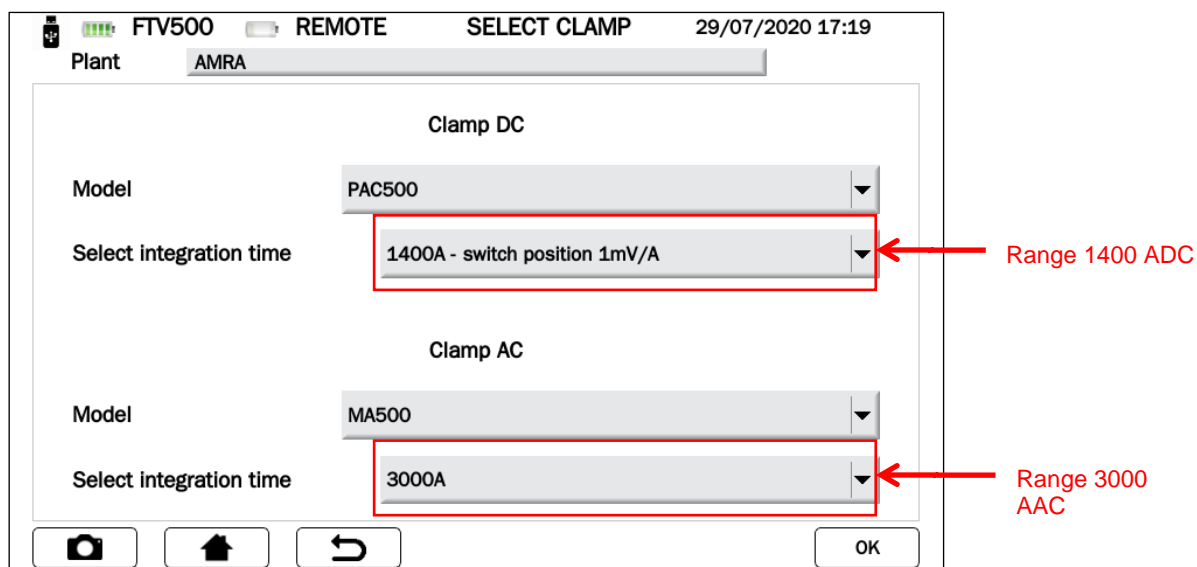 FTV500 REMOTE SELECT CLAMP 29/07/2020 17:19
Plant AMRA
Clamp DC
Model PAC500
Select integration time 1400A - switch position 1mV/A
Range 1400 ADC
Clamp AC
Model MA500
Select integration time 3000A
Range 3000
AAC
OK